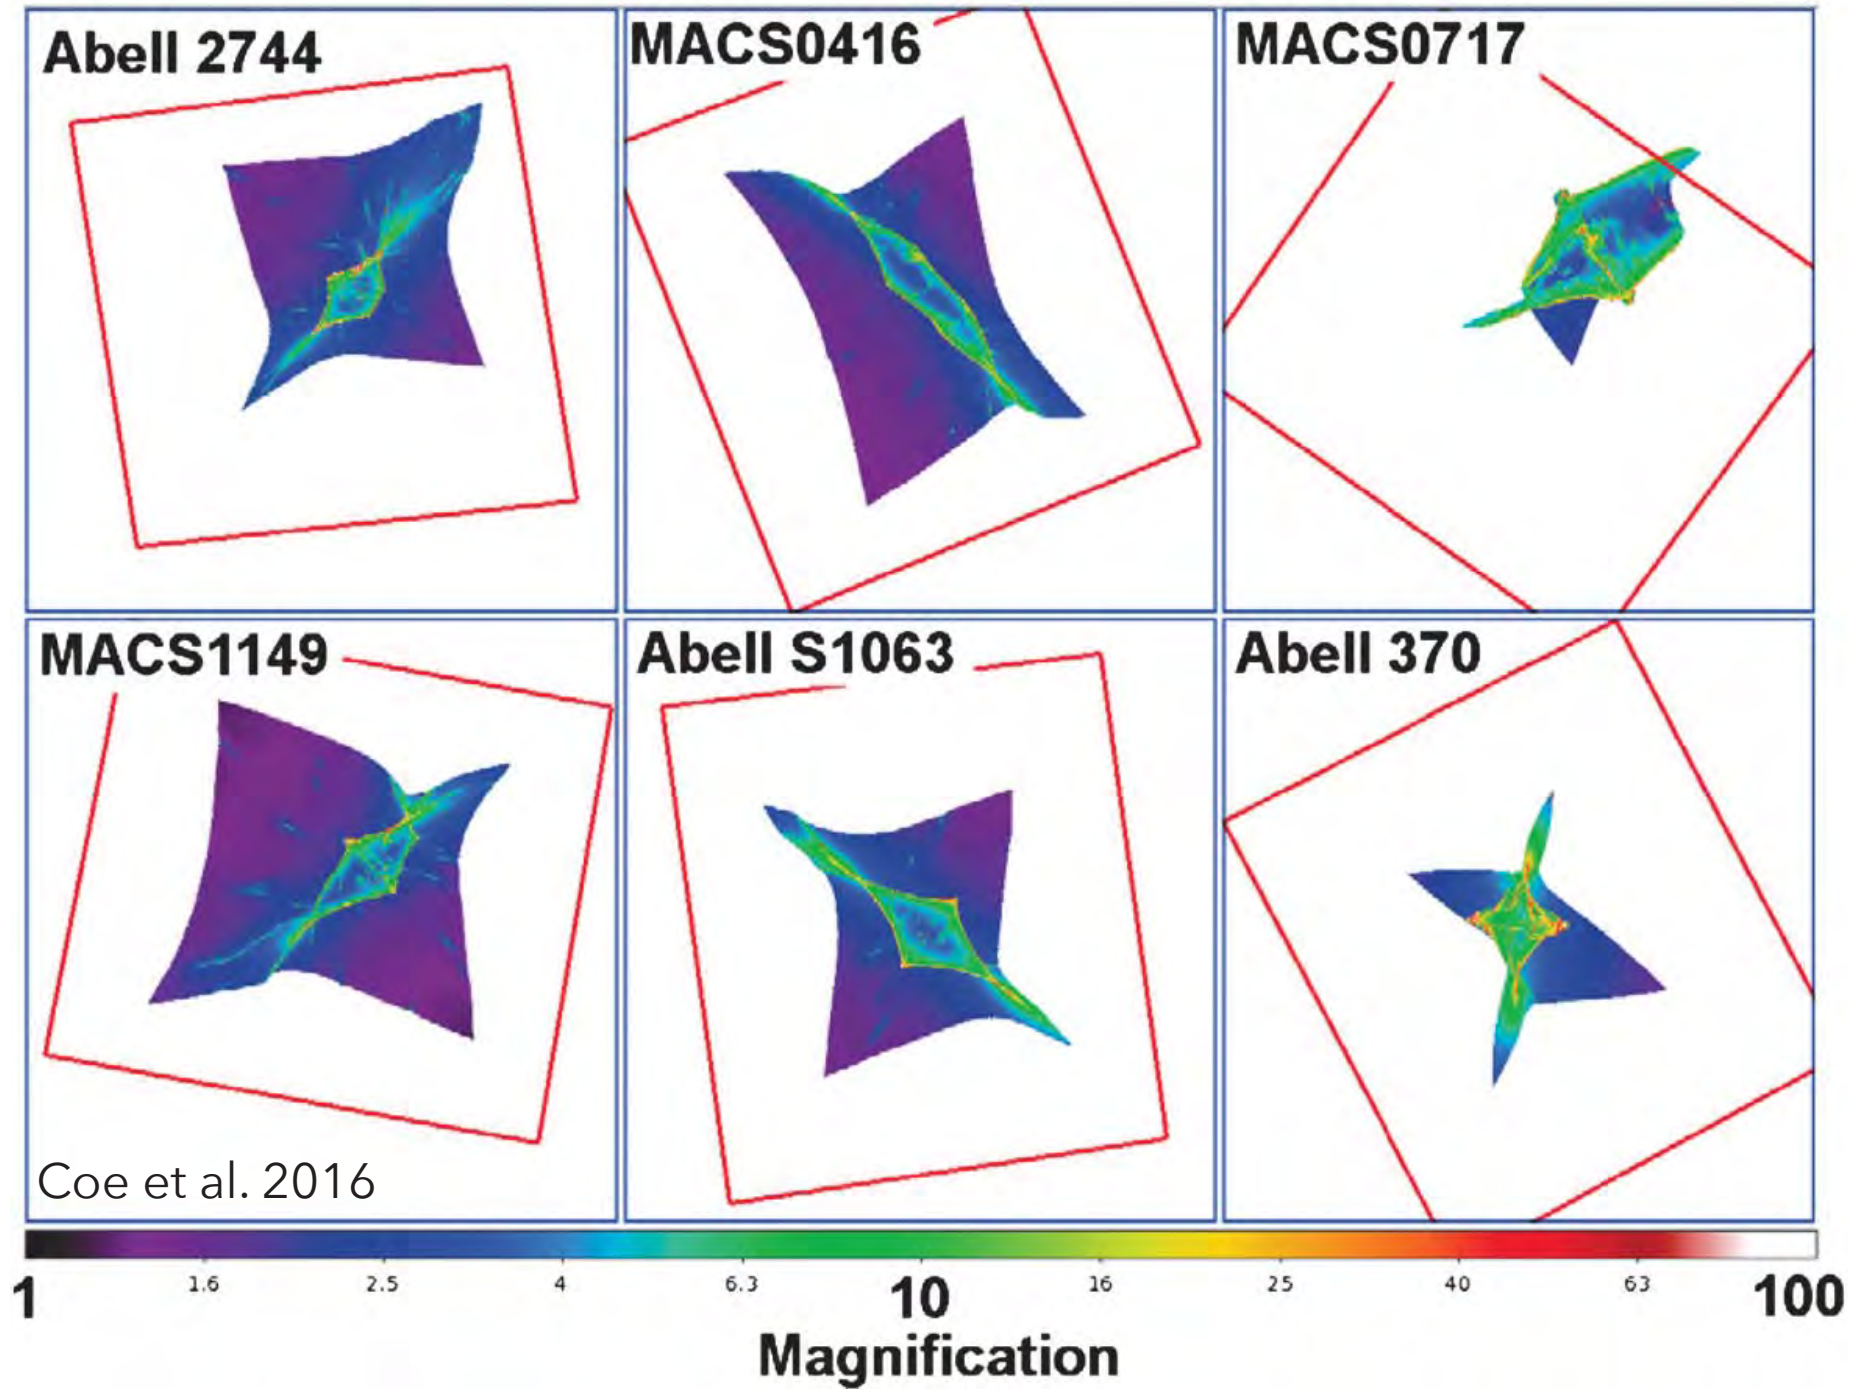 Abell 2744
MACS0416
MACS0717
MACS1149
Abell S1063
Abell 370
Coe et al. 2016
1 1.6 2.5 4 6.3 10 16 25 40 63 100
Magnification